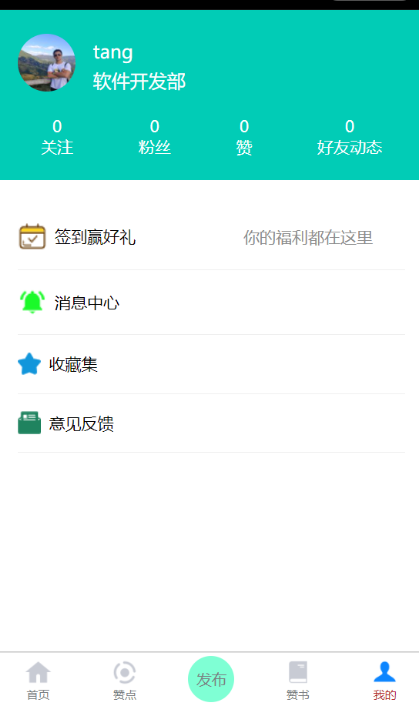 tang
软件开发部
0 0 0 0
关注 粉丝 赞 好友动态
签到赢好礼 你的福利都在这里
消息中心
收藏集
意见反馈
首页 赞点 发布 赞书 我的